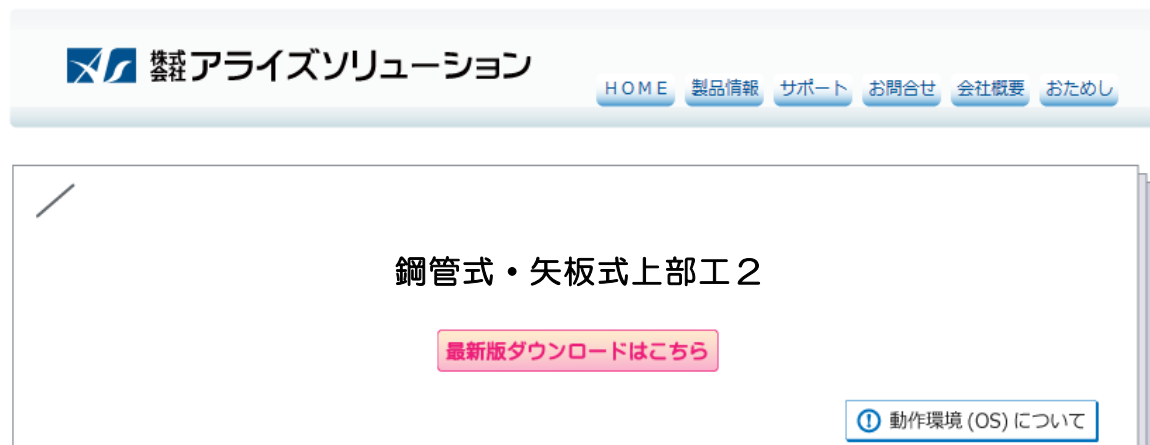 株式会社アライズソリューション
ＨＯＭＥ 製品情報 サポート お問合せ 会社概要 おためし
鋼管式・矢板式上部工２
最新版ダウンロードはこちら
動作環境 (OS) について